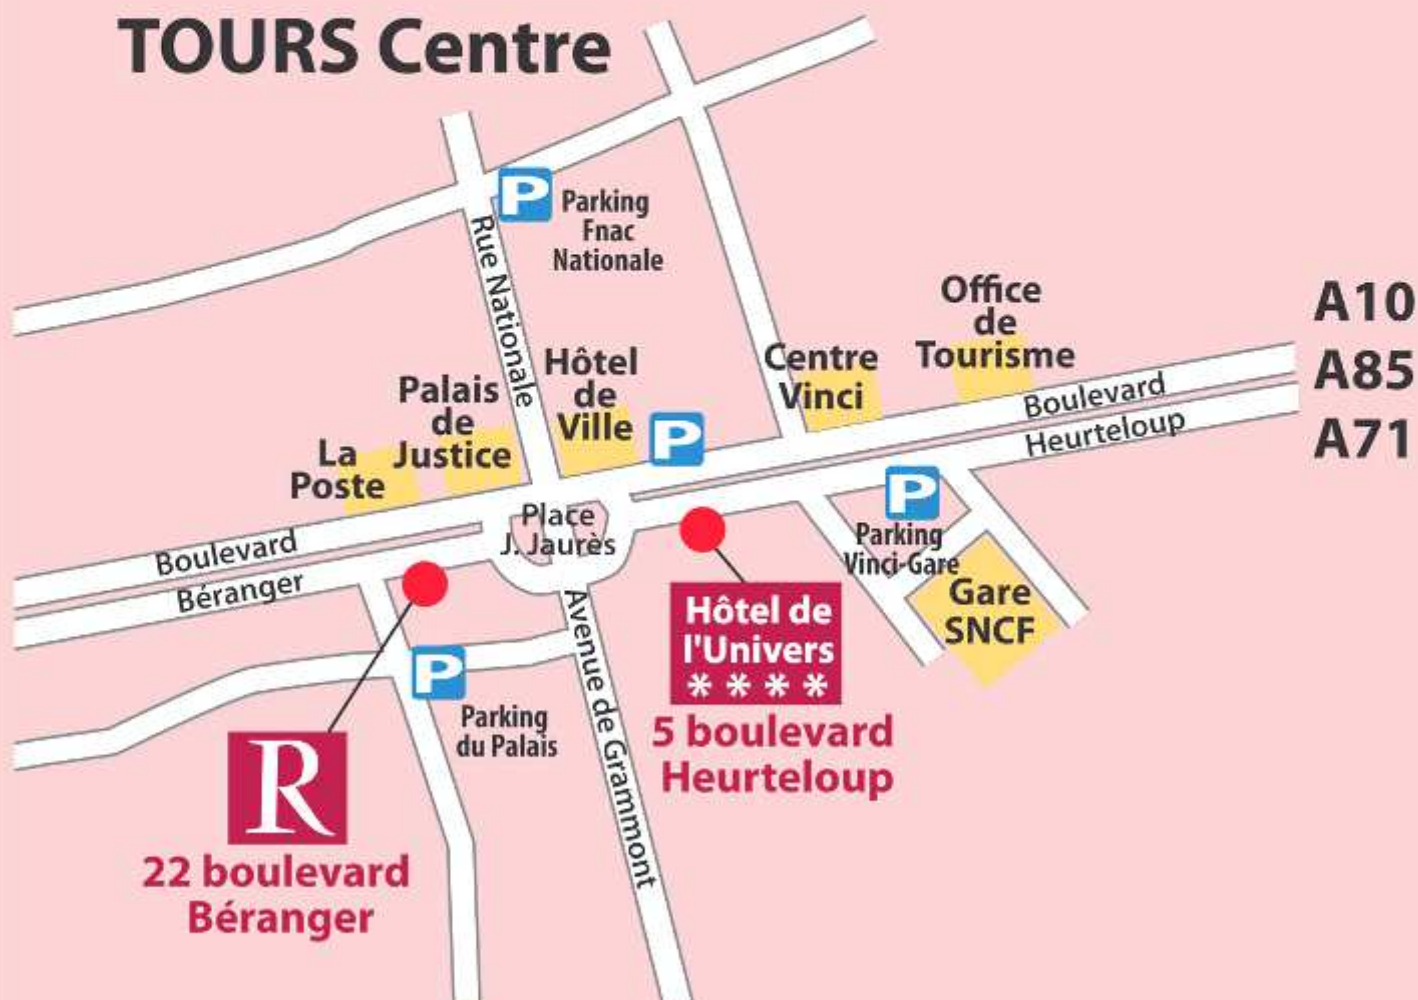 TOURS Centre
P
Parking
Fnac
Nationale
Rue Nationale
Office
de
Tourisme
A10
A85
A71
Centre
Vinci
Hôtel
de
Ville
P
Palais
de
Justice
La
Poste
Boulevard
Heurteloup
Place
J. Jaurès
P
Parking
Vinci-Gare
Gare
SNCF
Boulevard
Béranger
Hôtel de
l'Univers
****
5 boulevard
Heurteloup
P
Parking
du Palais
Avenue de Grammont
R
22 boulevard
Béranger